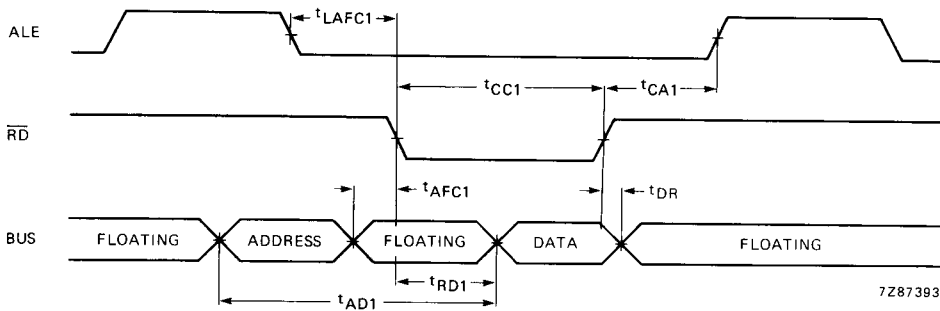 ALE
tLAFC1
tCC1
tCA1
RD
tAFC1
tDR
BUS
FLOATING
ADDRESS
FLOATING
DATA
FLOATING
tRD1
tAD1
7Z87393